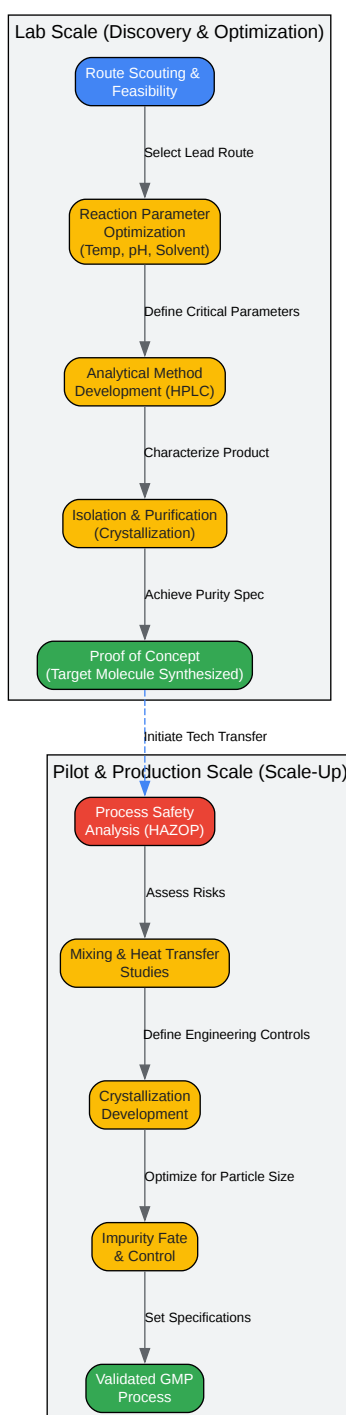 Lab Scale (Discovery & Optimization)
Route Scouting &
Feasibility
Select Lead Route
Reaction Parameter
Optimization
(Temp, pH, Solvent)
Define Critical Parameters
Analytical Method
Development (HPLC)
Characterize Product
Isolation & Purification
(Crystallization)
Achieve Purity Spec
Proof of Concept
(Target Molecule Synthesized)
Initiate Tech Transfer
Pilot & Production Scale (Scale-Up)
Process Safety
Analysis (HAZOP)
Assess Risks
Mixing & Heat Transfer
Studies
Define Engineering Controls
Crystallization
Development
Optimize for Particle Size
Impurity Fate
& Control
Set Specifications
Validated GMP
Process